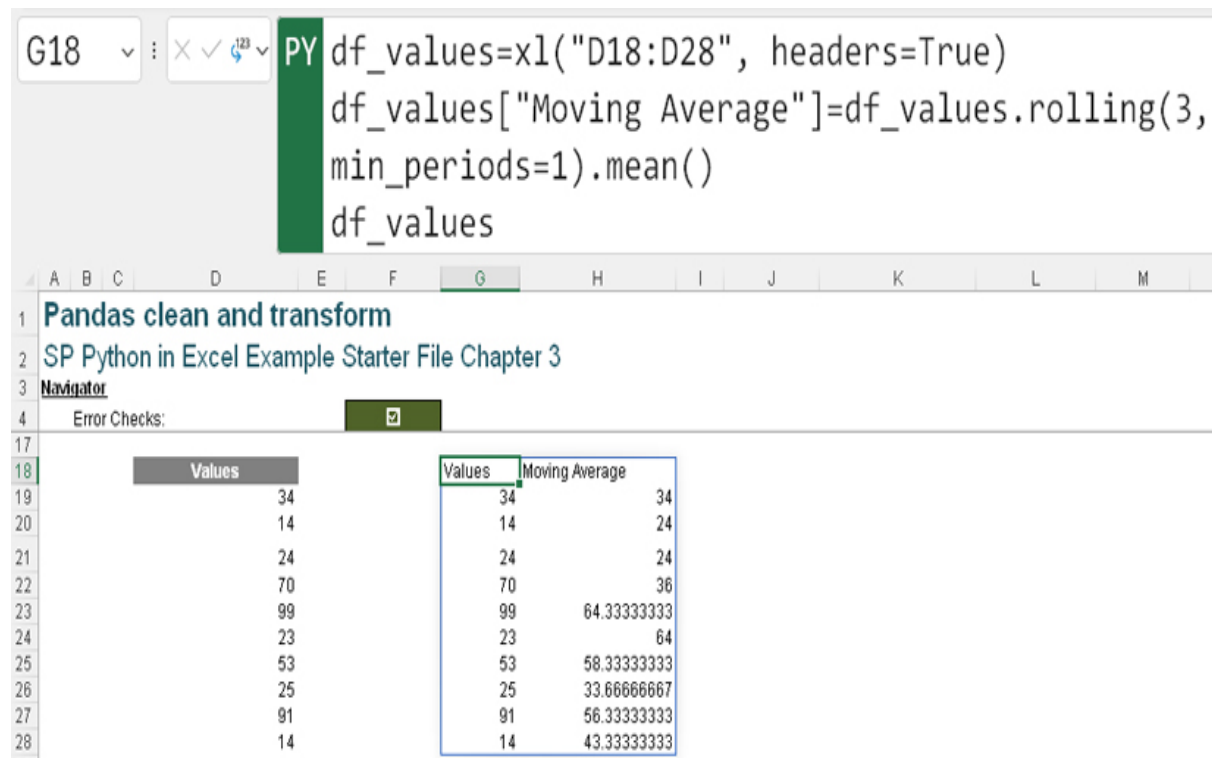 G18
PY df_values=xl("D18:D28", headers=True)
df_values["Moving Average"]=df_values.rolling(3,
min_periods=1).mean()
df_values
A B C D E F G H I J K L M
1 Pandas clean and transform
2 SP Python in Excel Example Starter File Chapter 3
3 Navigator
4 Error Checks:
17
18 Values Values Moving Average
19 34 34 34
20 14 14 24
21 24 24 24
22 70 70 36
23 99 99 64.33333333
24 23 23 64
25 53 53 58.33333333
26 25 25 33.66666667
27 91 91 56.33333333
28 14 14 43.33333333